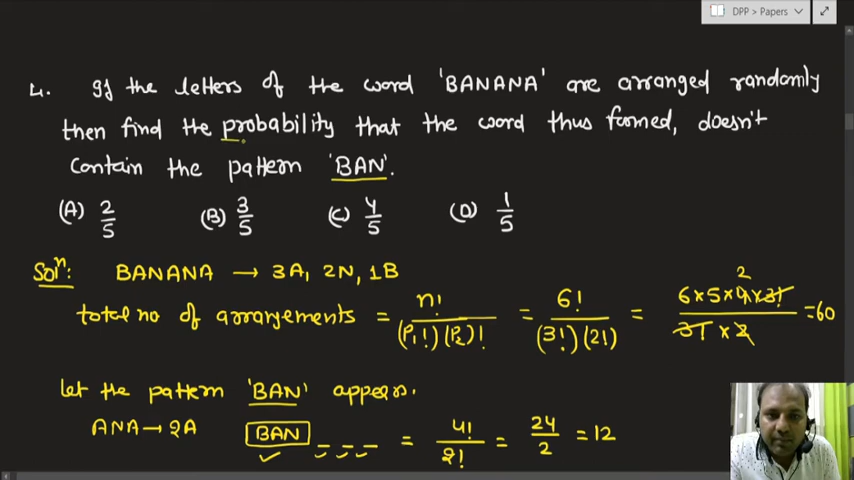 DPP > Papers
4. If the letters of the word 'BANANA' are arranged randomly
then find the probability that the word thus formed, doesn't
contain the pattern 'BAN'.
(A) 2/5 (B) 3/5 (C) 4/5 (D) 1/5
Solⁿ: BANANA → 3A, 2N, 1B
total no of arrangements = n!/(P₁!)(P₂)! = 6!/(3!)(2!) = 6×5×4×3!/3!×2 = 60
2
let the pattern 'BAN' appears.
ANA → 2A BAN _ _ _ = 4!/2! = 24/2 = 12